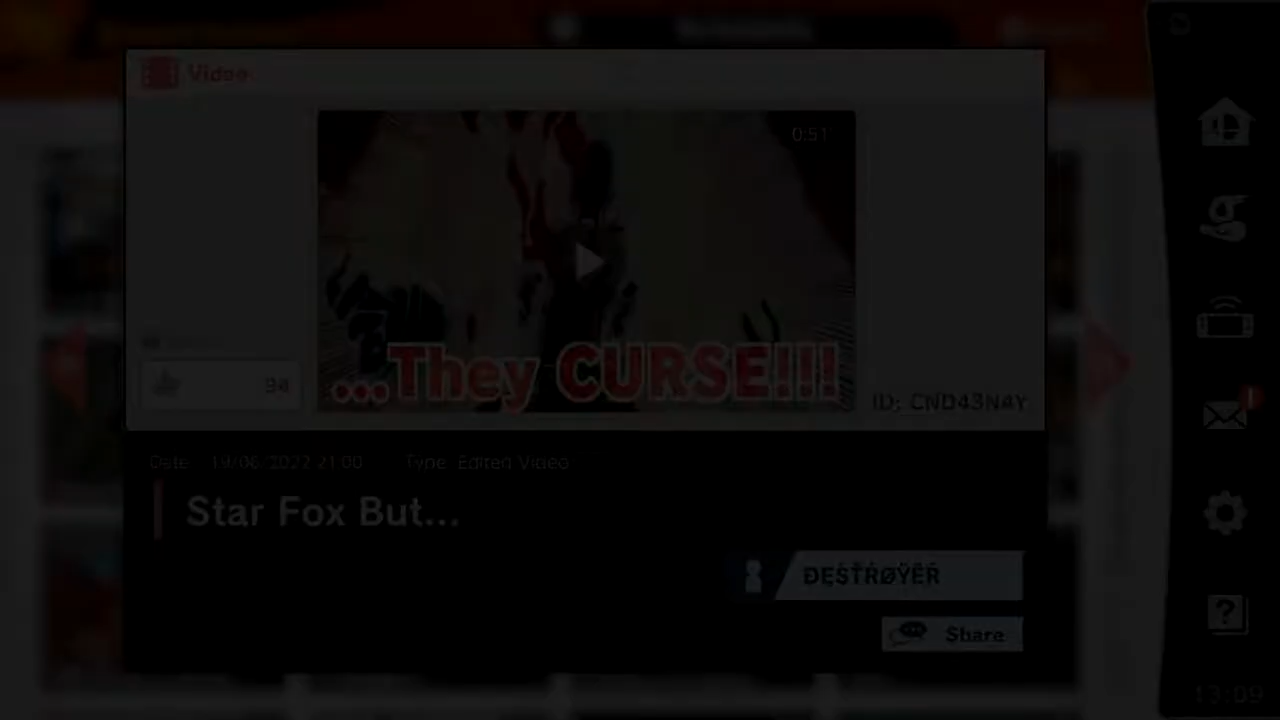 Video
0:51
...They CURSE!!!
94
ID: CND43N4Y
Date 19/06/2022 21:00 Type Edited Video
Star Fox But...
ĐEŚŤŔØŸĒŘ
Share
13:09